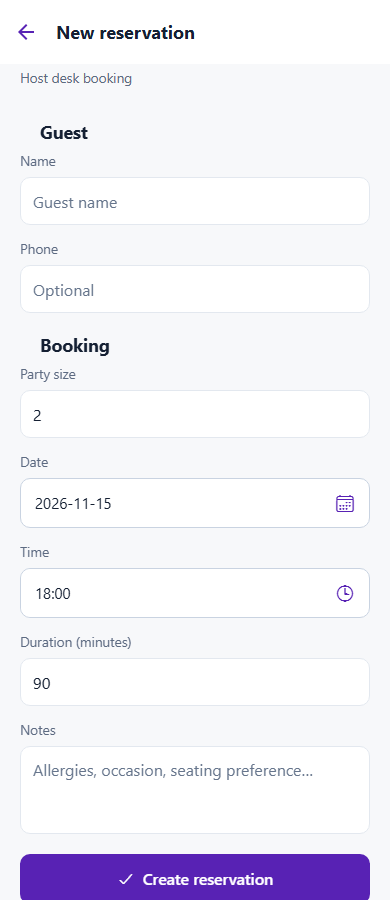 New reservation
Host desk booking
Guest
Name
Guest name
Phone
Optional
Booking
Party size
2
Date
2026-11-15
Time
18:00
Duration (minutes)
90
Notes
Allergies, occasion, seating preference...
Create reservation